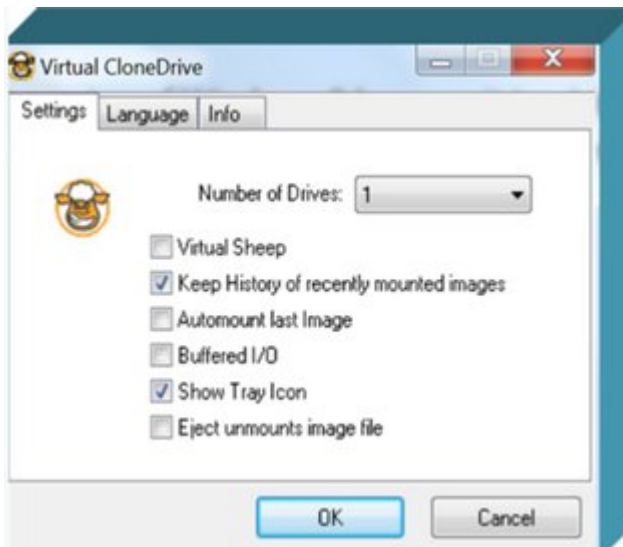 Virtual CloneDrive
Settings Language Info
Number of Drives: 1
Virtual Sheep
Keep History of recently mounted images
Automount last Image
Buffered I/O
Show Tray Icon
Eject unmounts image file
OK Cancel